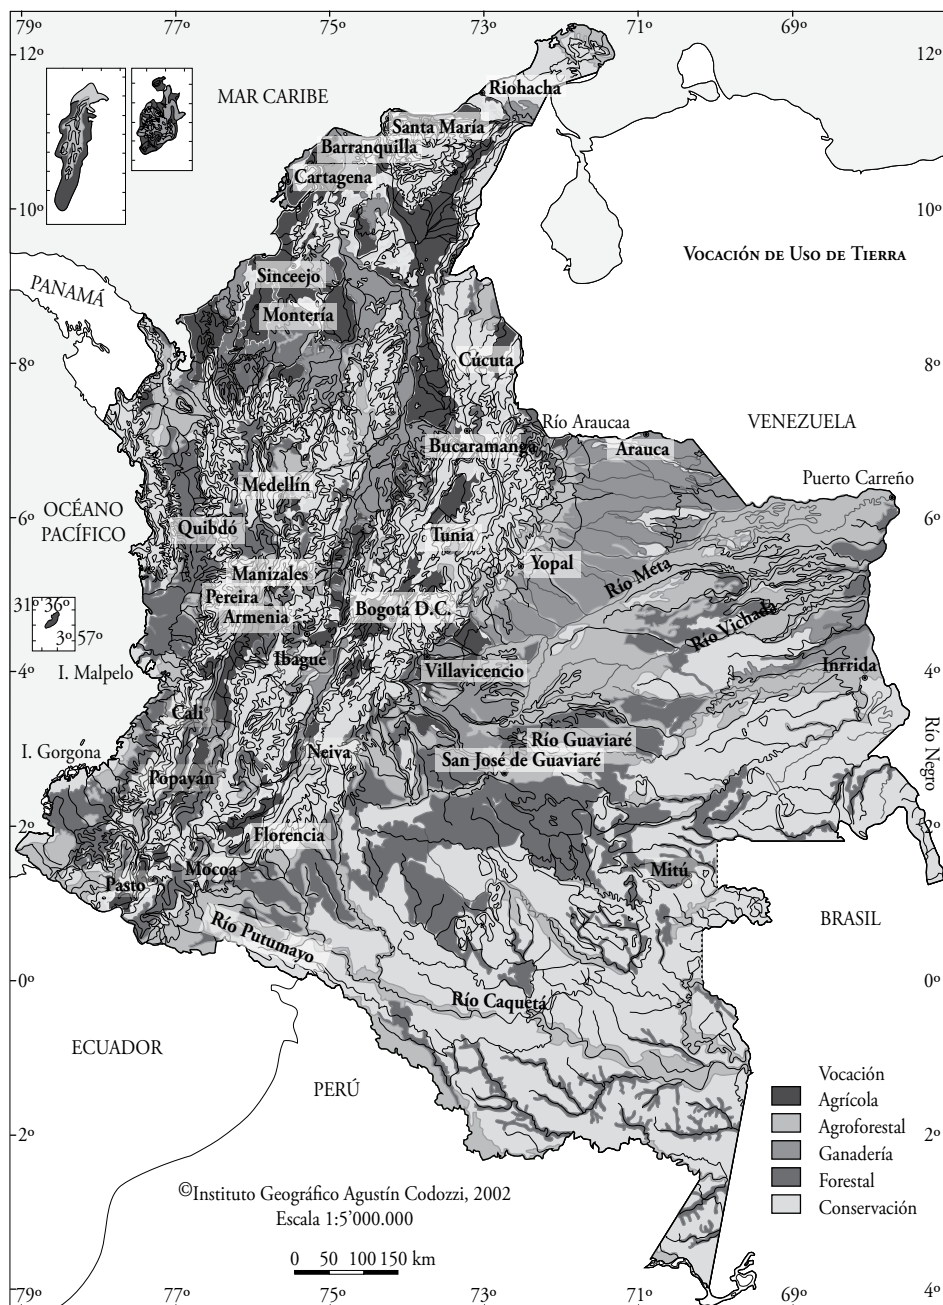 79º 77º 75º 73º 71º 69º
12º 72º
MAR CARIBE
Riohacha
Santa María
Barranquilla
Cartagena
10º 10º
VOCACIÓN DE USO DE TIERRA
PANAMÁ
Sinceejo
Montería
8º 8º
Cúcuta
Río Araucaa
VENEZUELA
Bucaramanga
Arauca
Puerto Carreño
Medellín
OCÉANO
PACÍFICO
6º 6º
Quibdó
Tunia
Yopal
Manizales
Río Meta
Pereira
31º 36º
3º 57º
Bogotá D.C.
Armenia
Río Vichada
Ibagué
Inrrida
4º 4º
I. Malpelo
Villavicencio
Cali
Río Guaviaré
I. Gorgona
Neiva
San José de Guaviaré
Río Negro
Popayán
2º 2º
Florencia
Mocoa
Mitú
Pasto
Río Putumayo
BRASIL
0º 0º
Río Caquetá
ECUADOR
PERÚ
Vocación
Agrícola
Agroforestal
2º 2º
Ganadería
Forestal
Conservación
©Instituto Geográfico Agustín Codozzi, 2002
Escala 1:5’000.000
0 50 100 150 km
79º 77º 75º 73º 71º 69º 4º